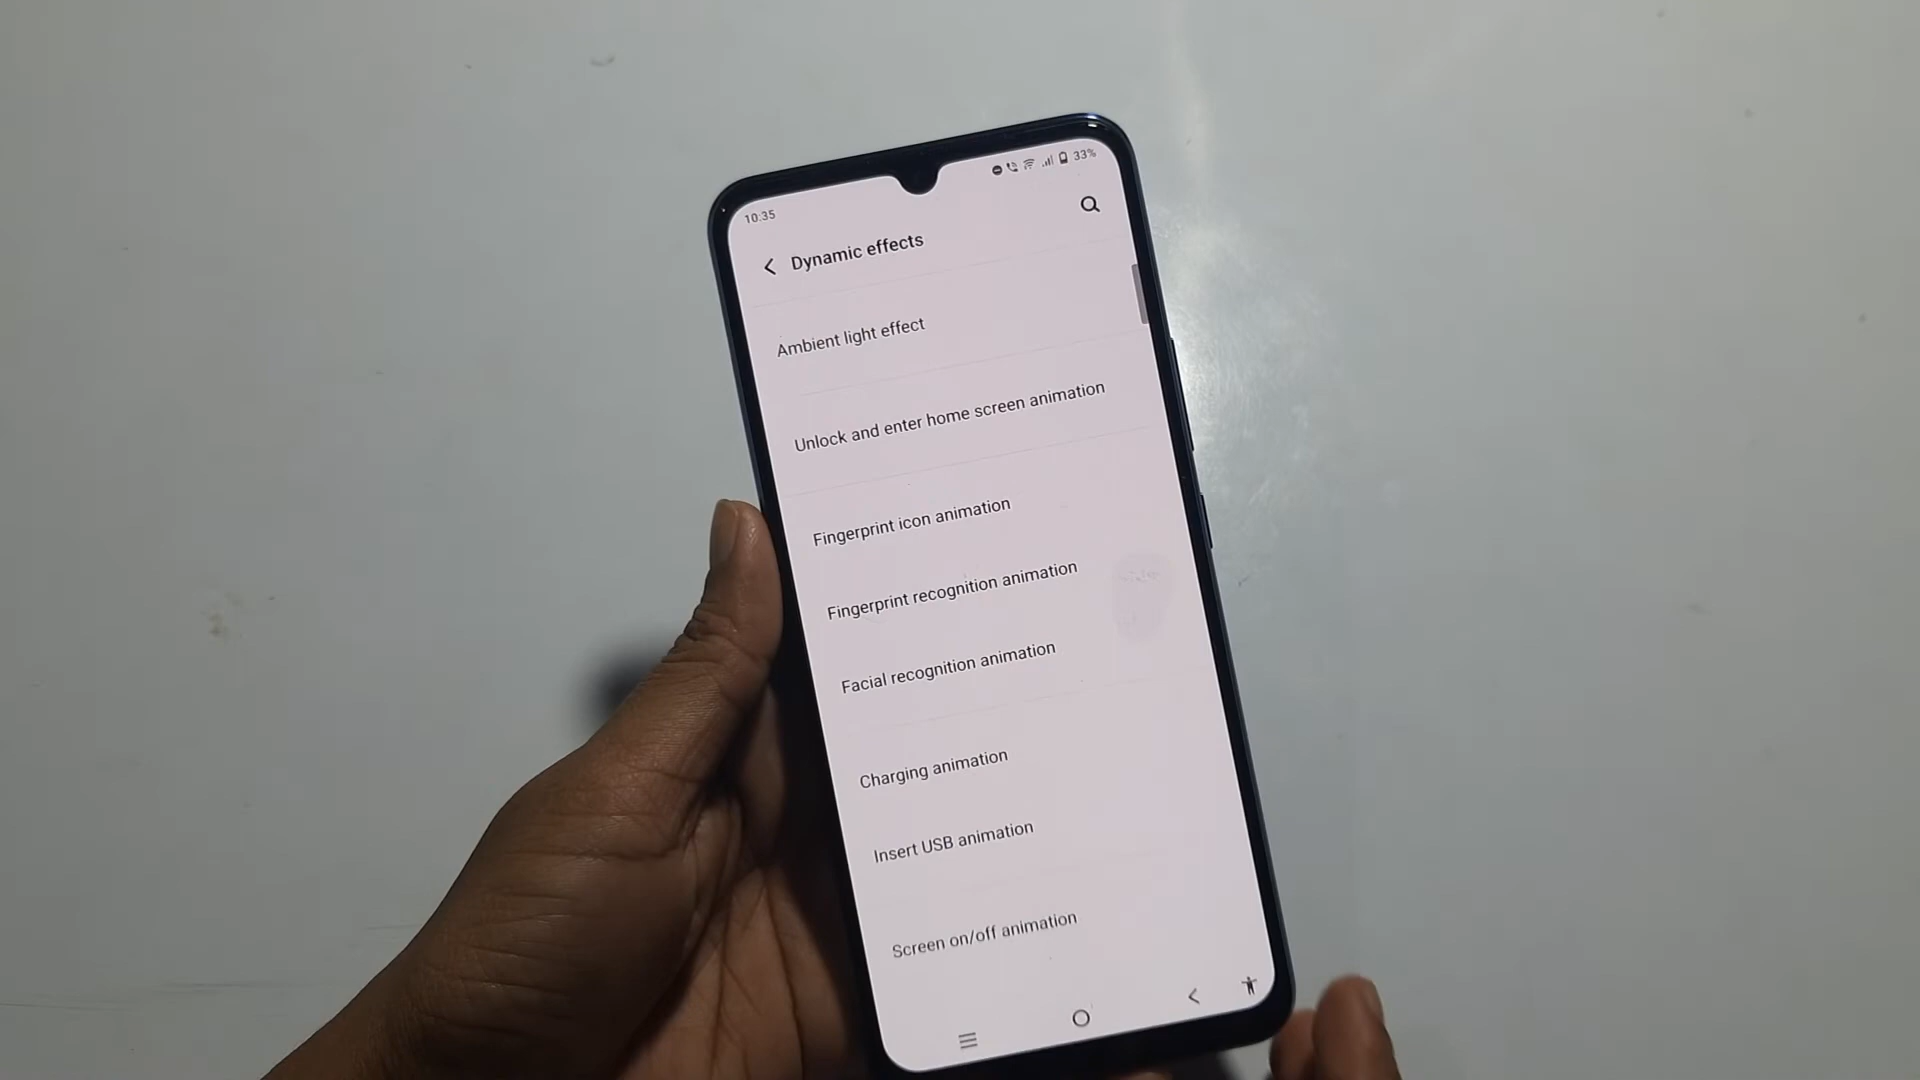 10:35
33%
Dynamic effects
Ambient light effect
Unlock and enter home screen animation
Fingerprint icon animation
Fingerprint recognition animation
Facial recognition animation
Charging animation
Insert USB animation
Screen on/off animation